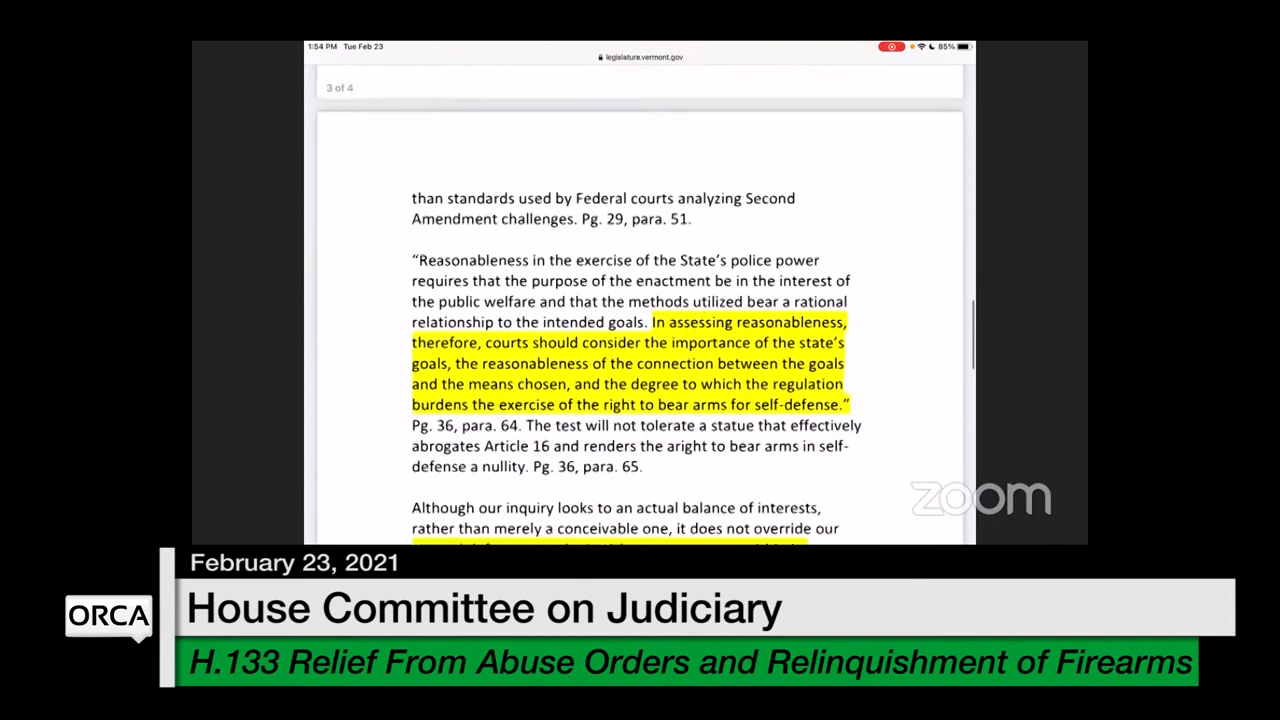 1:54 PM Tue Feb 23
85%
legislature.vermont.gov
3 of 4
than standards used by Federal courts analyzing Second
Amendment challenges. Pg. 29, para. 51.
“Reasonableness in the exercise of the State’s police power
requires that the purpose of the enactment be in the interest of
the public welfare and that the methods utilized bear a rational
relationship to the intended goals. In assessing reasonableness,
therefore, courts should consider the importance of the state’s
goals, the reasonableness of the connection between the goals
and the means chosen, and the degree to which the regulation
burdens the exercise of the right to bear arms for self-defense.”
Pg. 36, para. 64. The test will not tolerate a statue that effectively
abrogates Article 16 and renders the aright to bear arms in self-
defense a nullity. Pg. 36, para. 65.
Although our inquiry looks to an actual balance of interests,
rather than merely a conceivable one, it does not override our
zoom
February 23, 2021
ORCA
House Committee on Judiciary
H.133 Relief From Abuse Orders and Relinquishment of Firearms